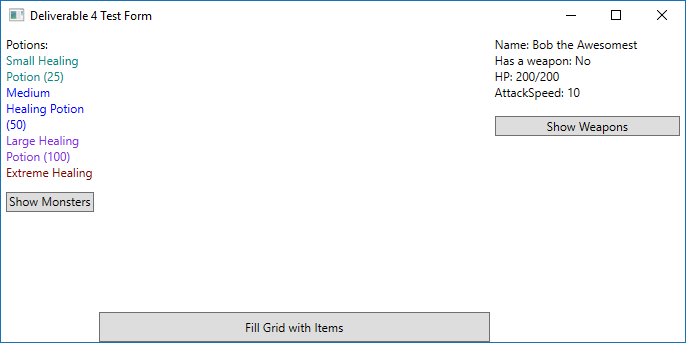 Deliverable 4 Test Form
Potions:
Small Healing
Potion (25)
Medium
Healing Potion
(50)
Large Healing
Potion (100)
Extreme Healing
Show Monsters
Name: Bob the Awesomest
Has a weapon: No
HP: 200/200
AttackSpeed: 10
Show Weapons
Fill Grid with Items